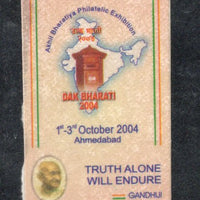 Akhil Bharatiya Philatelic Exhibition
DAK BHARATI
2004
1st-3rd October 2004
Ahmedabad
TRUTH ALONE
WILL ENDURE
GANDHIJI